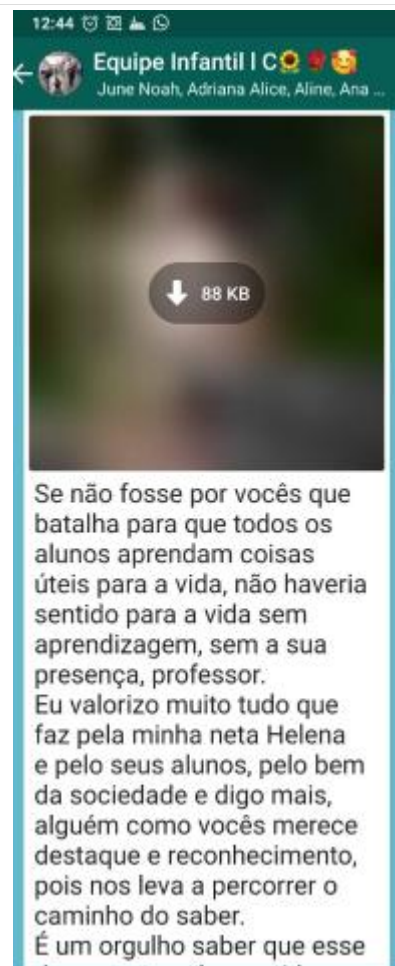 12:44
Equipe Infantil I C🌻🌹🥰
June Noah, Adriana Alice, Aline, Ana ...
88 KB
Se não fosse por vocês que
batalha para que todos os
alunos aprendam coisas
úteis para a vida, não haveria
sentido para a vida sem
aprendizagem, sem a sua
presença, professor.
Eu valorizo muito tudo que
faz pela minha neta Helena
e pelo seus alunos, pelo bem
da sociedade e digo mais,
alguém como vocês merece
destaque e reconhecimento,
pois nos leva a percorrer o
caminho do saber.
É um orgulho saber que esse